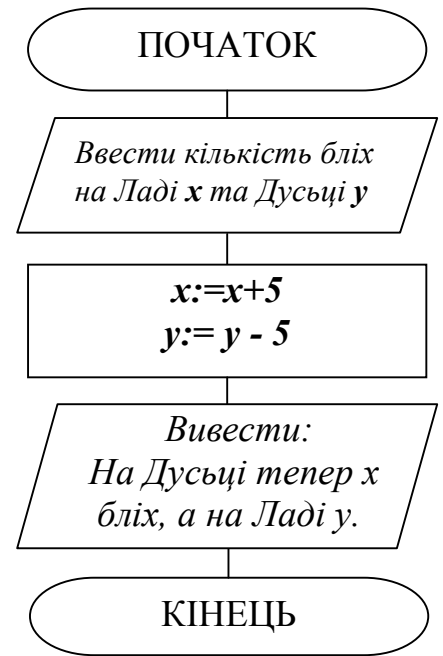 ПОЧАТОК
Ввести кількість бліх
на Ладі x та Дусьці y
x:=x+5
y:= y - 5
Вивести:
На Дусьці тепер x
бліх, а на Ладі y.
КІНЕЦЬ